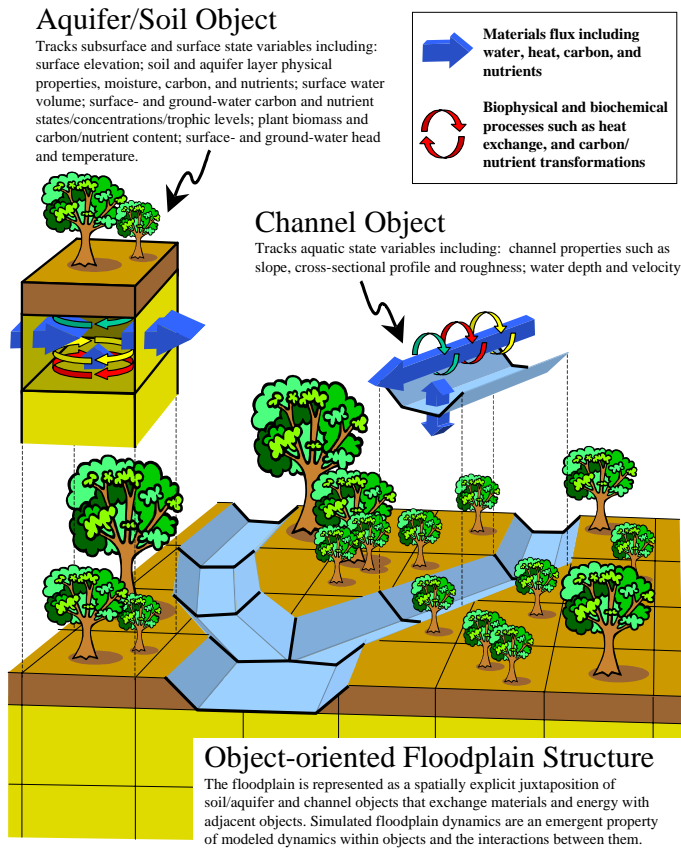 Aquifer/Soil Object
Tracks subsurface and surface state variables including:
surface elevation; soil and aquifer layer physical
properties, moisture, carbon, and nutrients; surface water
volume; surface- and ground-water carbon and nutrient
states/concentrations/trophic levels; plant biomass and
carbon/nutrient content; surface- and ground-water head
and temperature.
Materials flux including
water, heat, carbon, and
nutrients
Biophysical and biochemical
processes such as heat
exchange, and carbon/
nutrient transformations
Channel Object
Tracks aquatic state variables including:  channel properties such as
slope, cross-sectional profile and roughness; water depth and velocity
Object-oriented Floodplain Structure
The floodplain is represented as a spatially explicit juxtaposition of
soil/aquifer and channel objects that exchange materials and energy with
adjacent objects. Simulated floodplain dynamics are an emergent property
of modeled dynamics within objects and the interactions between them.